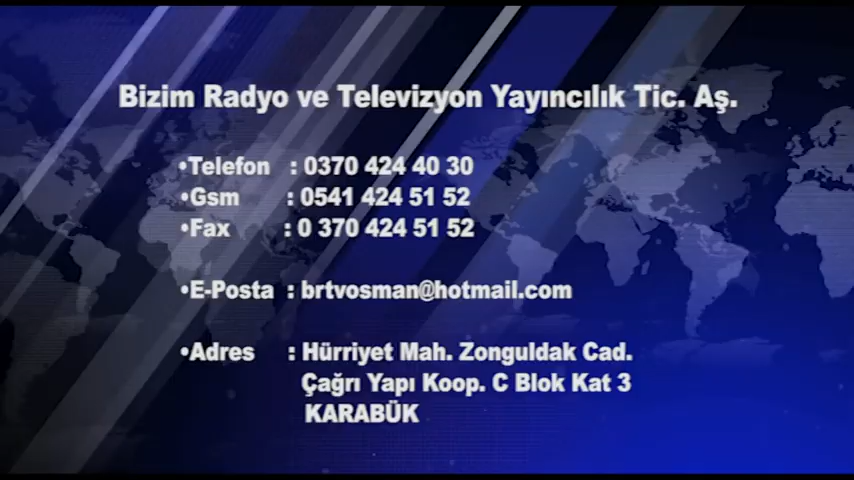 Bizim Radyo ve Televizyon Yayıncılık Tic. Aş.
•Telefon : 0370 424 40 30
•Gsm : 0541 424 51 52
•Fax : 0 370 424 51 52
•E-Posta : brtvosman@hotmail.com
•Adres : Hürriyet Mah. Zonguldak Cad.
Çağrı Yapı Koop. C Blok Kat 3
KARABÜK